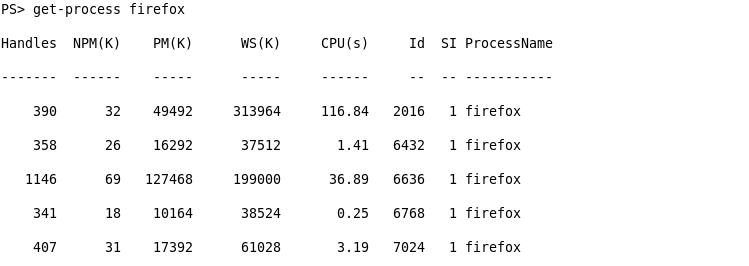 PS> get-process firefox
Handles  NPM(K)    PM(K)      WS(K)     CPU(s)     Id  SI ProcessName
-------  ------    -----      -----     ------     --  -- -----------
    390      32    49492     313964     116.84   2016   1 firefox
    358      26    16292      37512       1.41   6432   1 firefox
   1146      69   127468     199000      36.89   6636   1 firefox
    341      18    10164      38524       0.25   6768   1 firefox
    407      31    17392      61028       3.19   7024   1 firefox